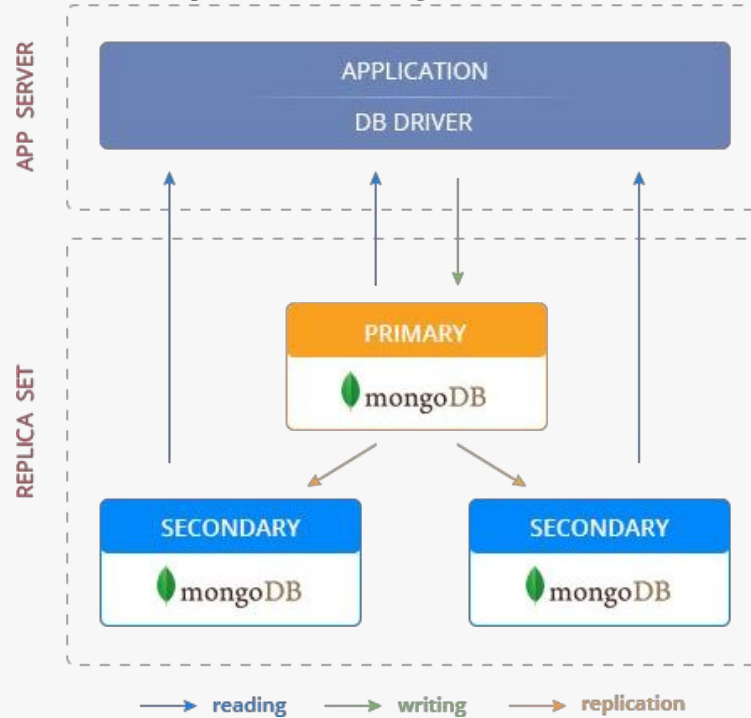 APP SERVER
APPLICATION
DB DRIVER
REPLICA SET
PRIMARY
mongoDB
SECONDARY
mongoDB
SECONDARY
mongoDB
reading
writing
replication